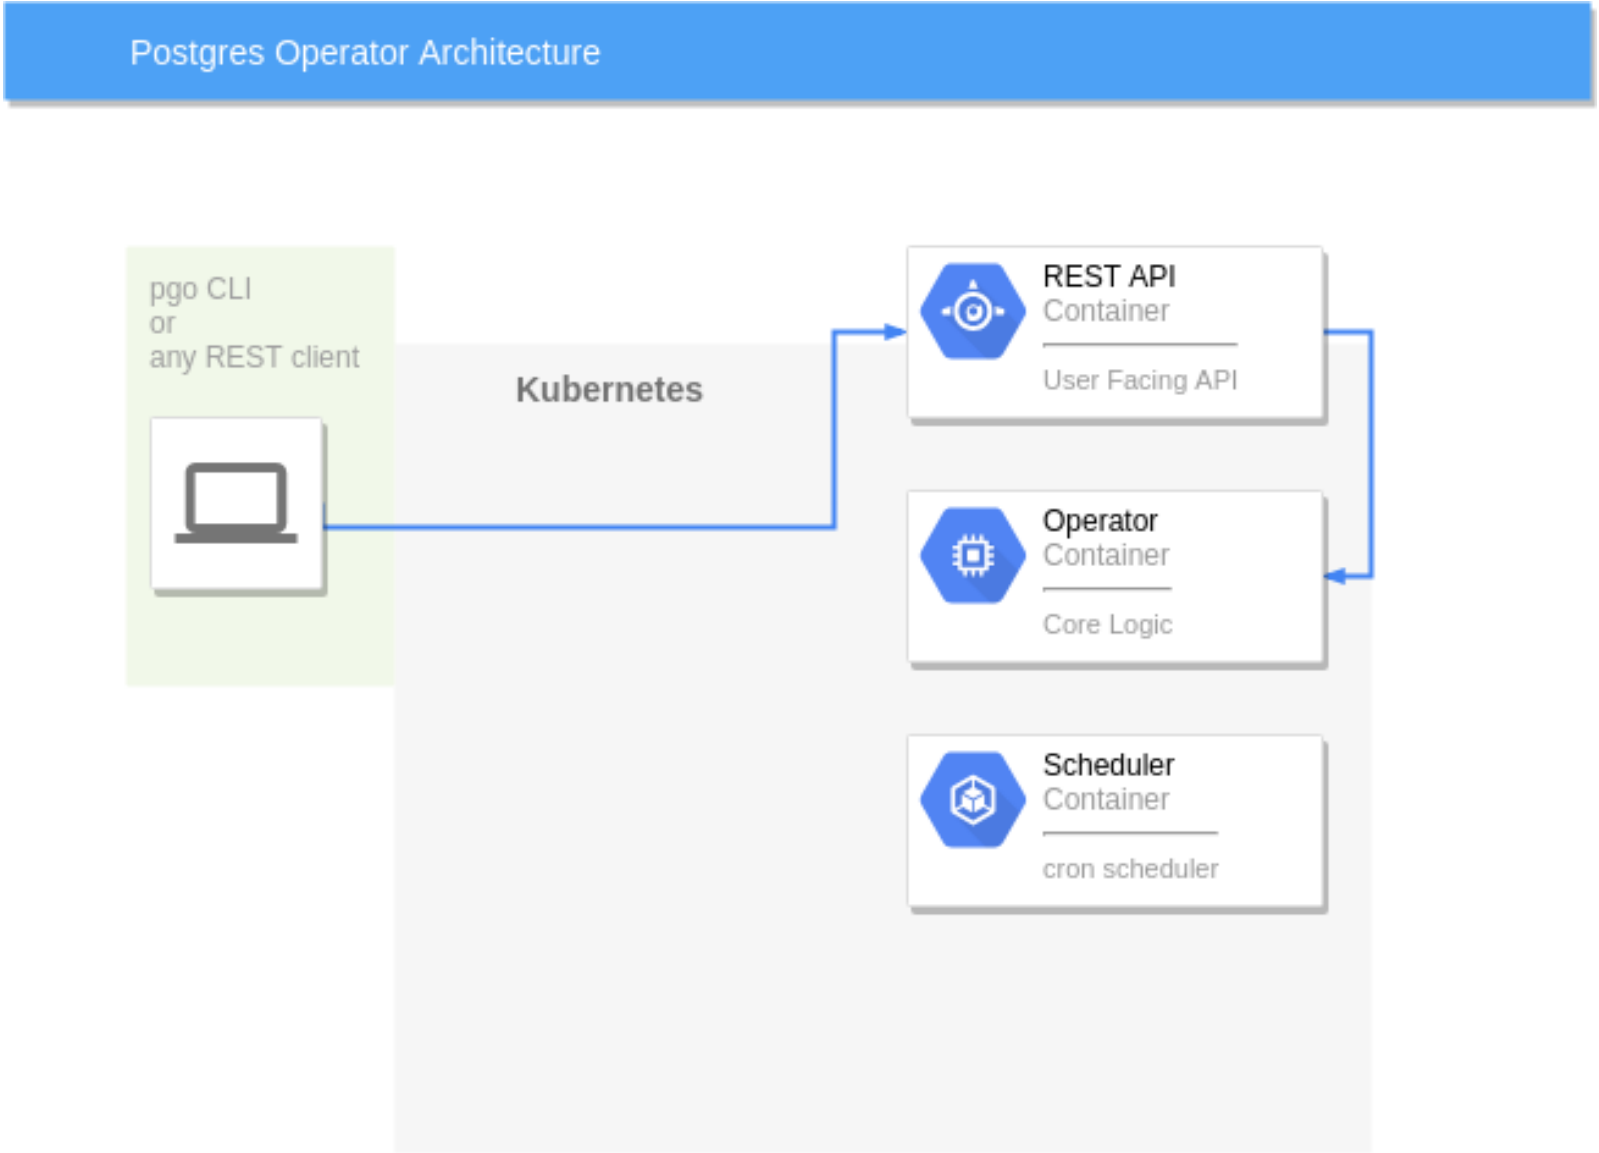 Postgres Operator Architecture
pgo CLI
or
any REST client
Kubernetes
REST API
Container
User Facing API
Operator
Container
Core Logic
Scheduler
Container
cron scheduler